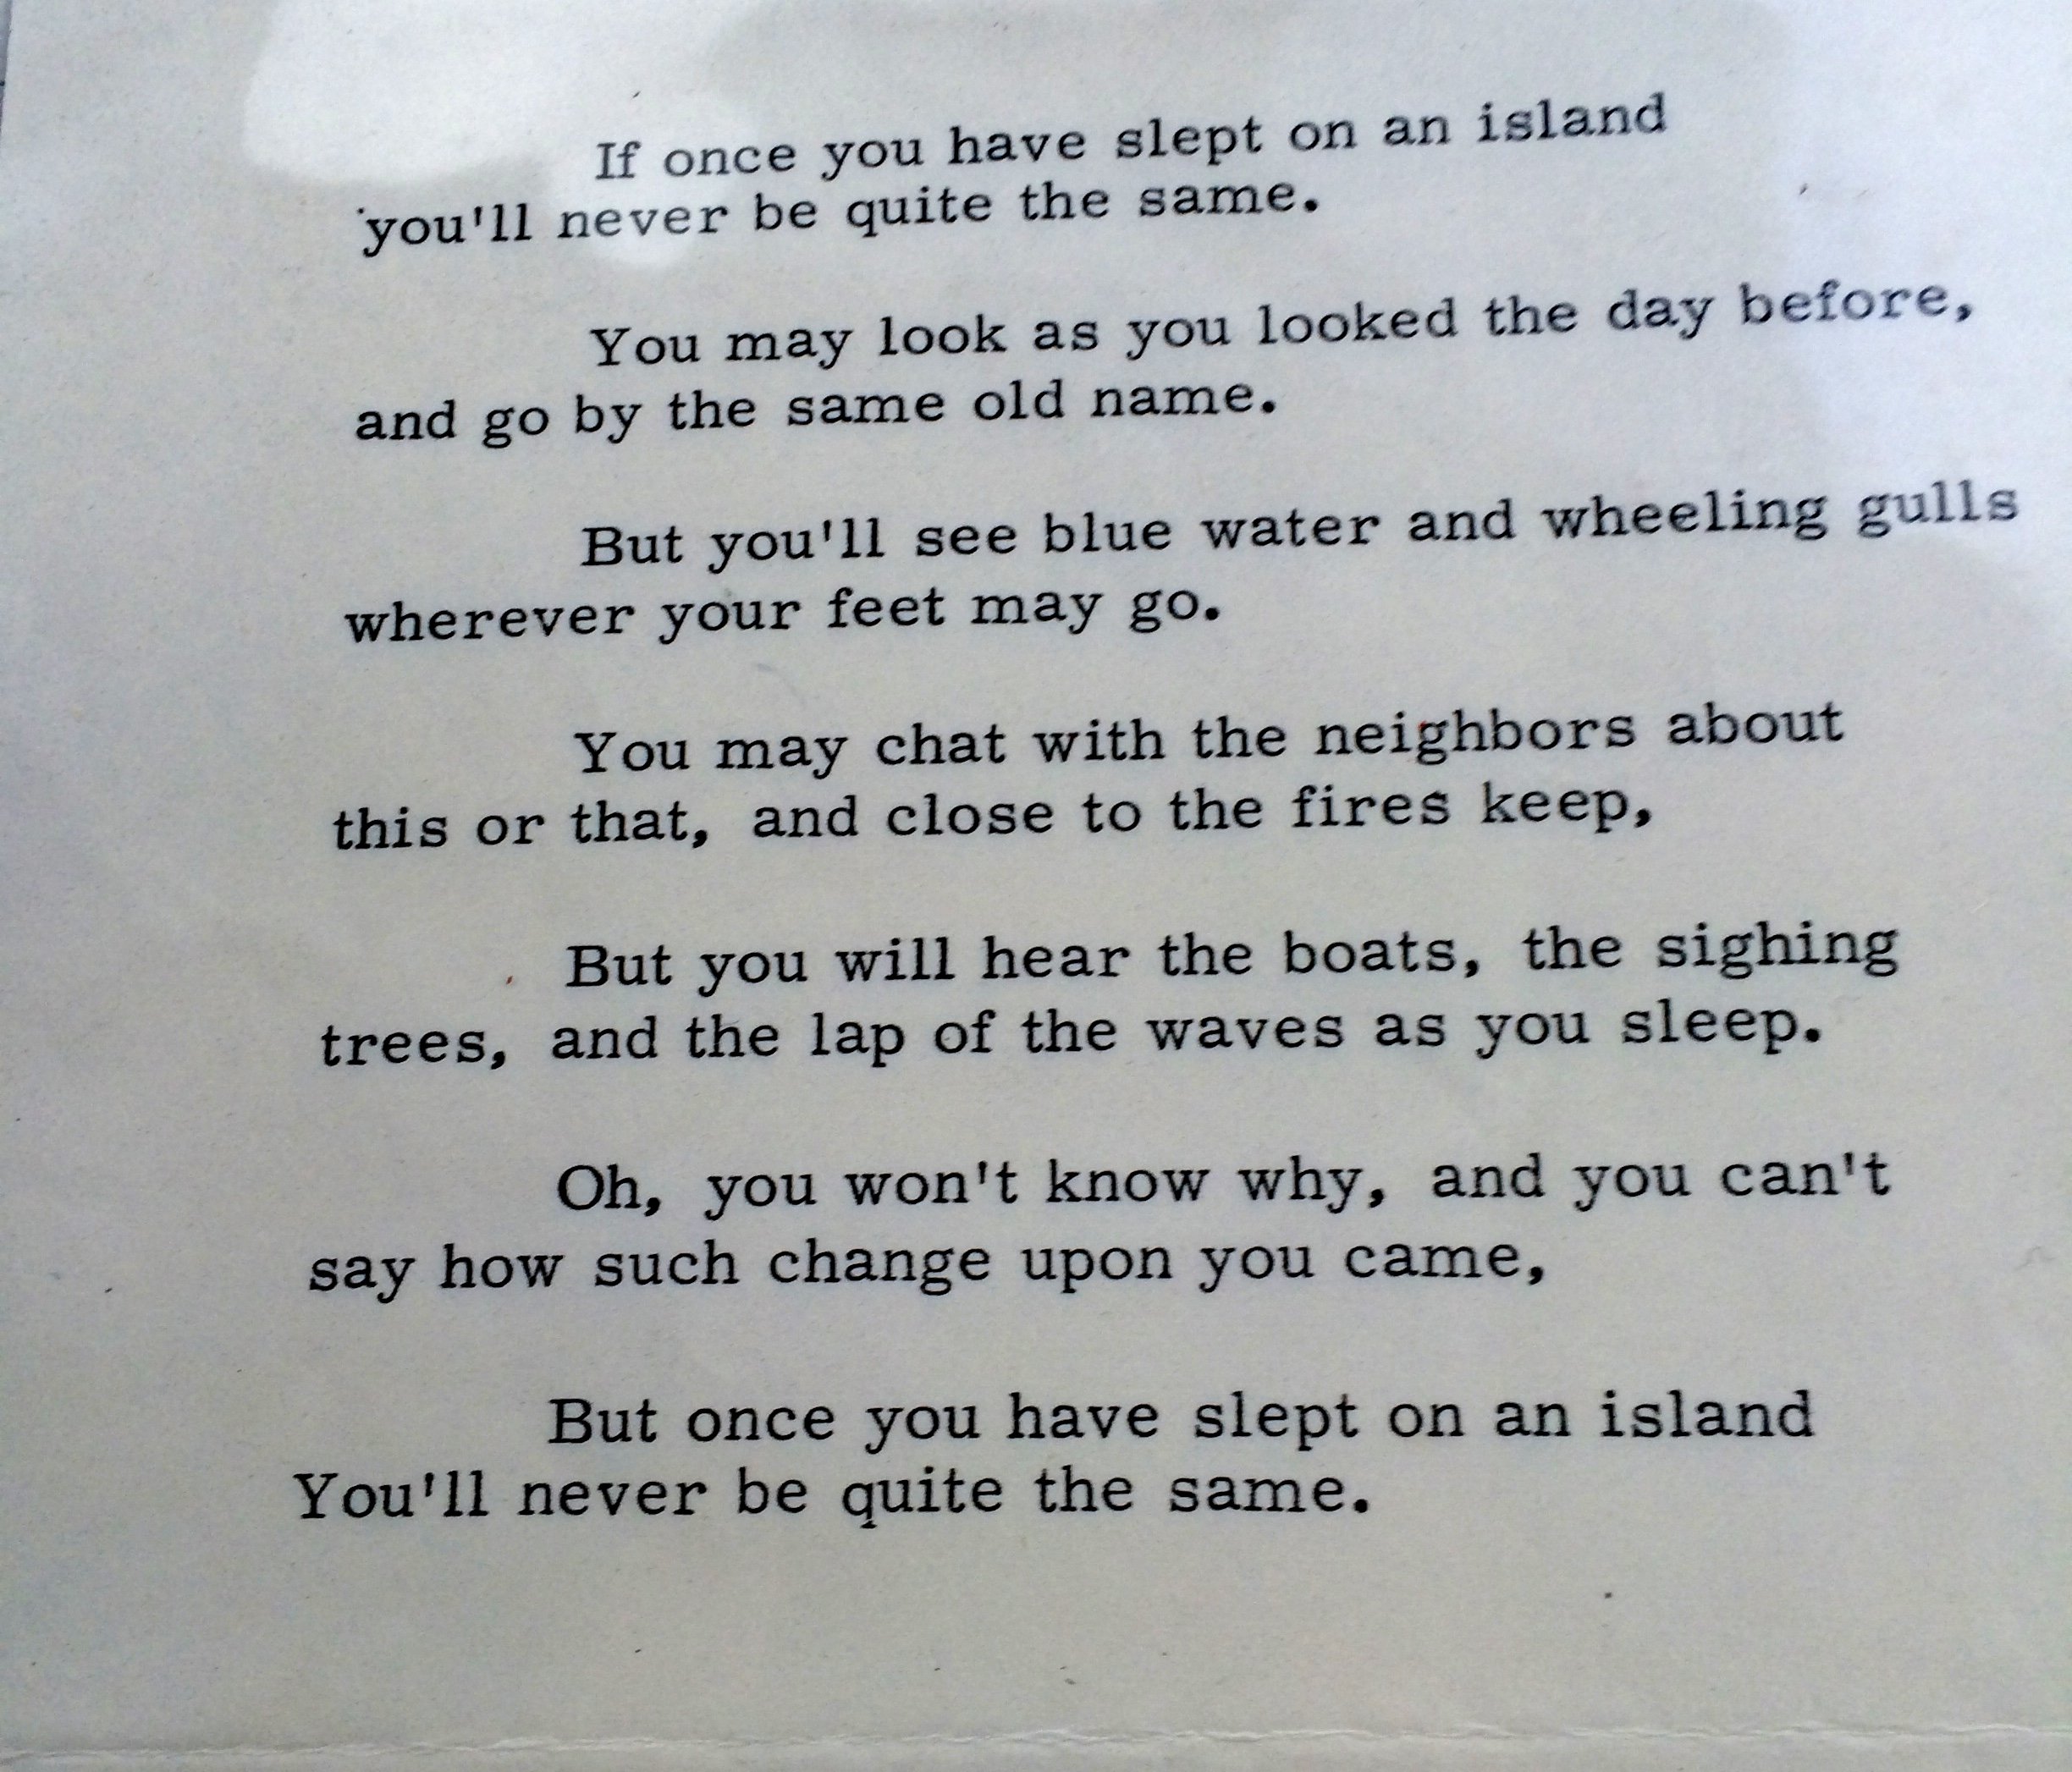 If once you have slept on an island
you'll never be quite the same.
You may look as you looked the day before,
and go by the same old name.
But you'll see blue water and wheeling gulls
wherever your feet may go.
You may chat with the neighbors about
this or that, and close to the fires keep,
But you will hear the boats, the sighing
trees, and the lap of the waves as you sleep.
Oh, you won't know why, and you can't
say how such change upon you came,
But once you have slept on an island
You'll never be quite the same.